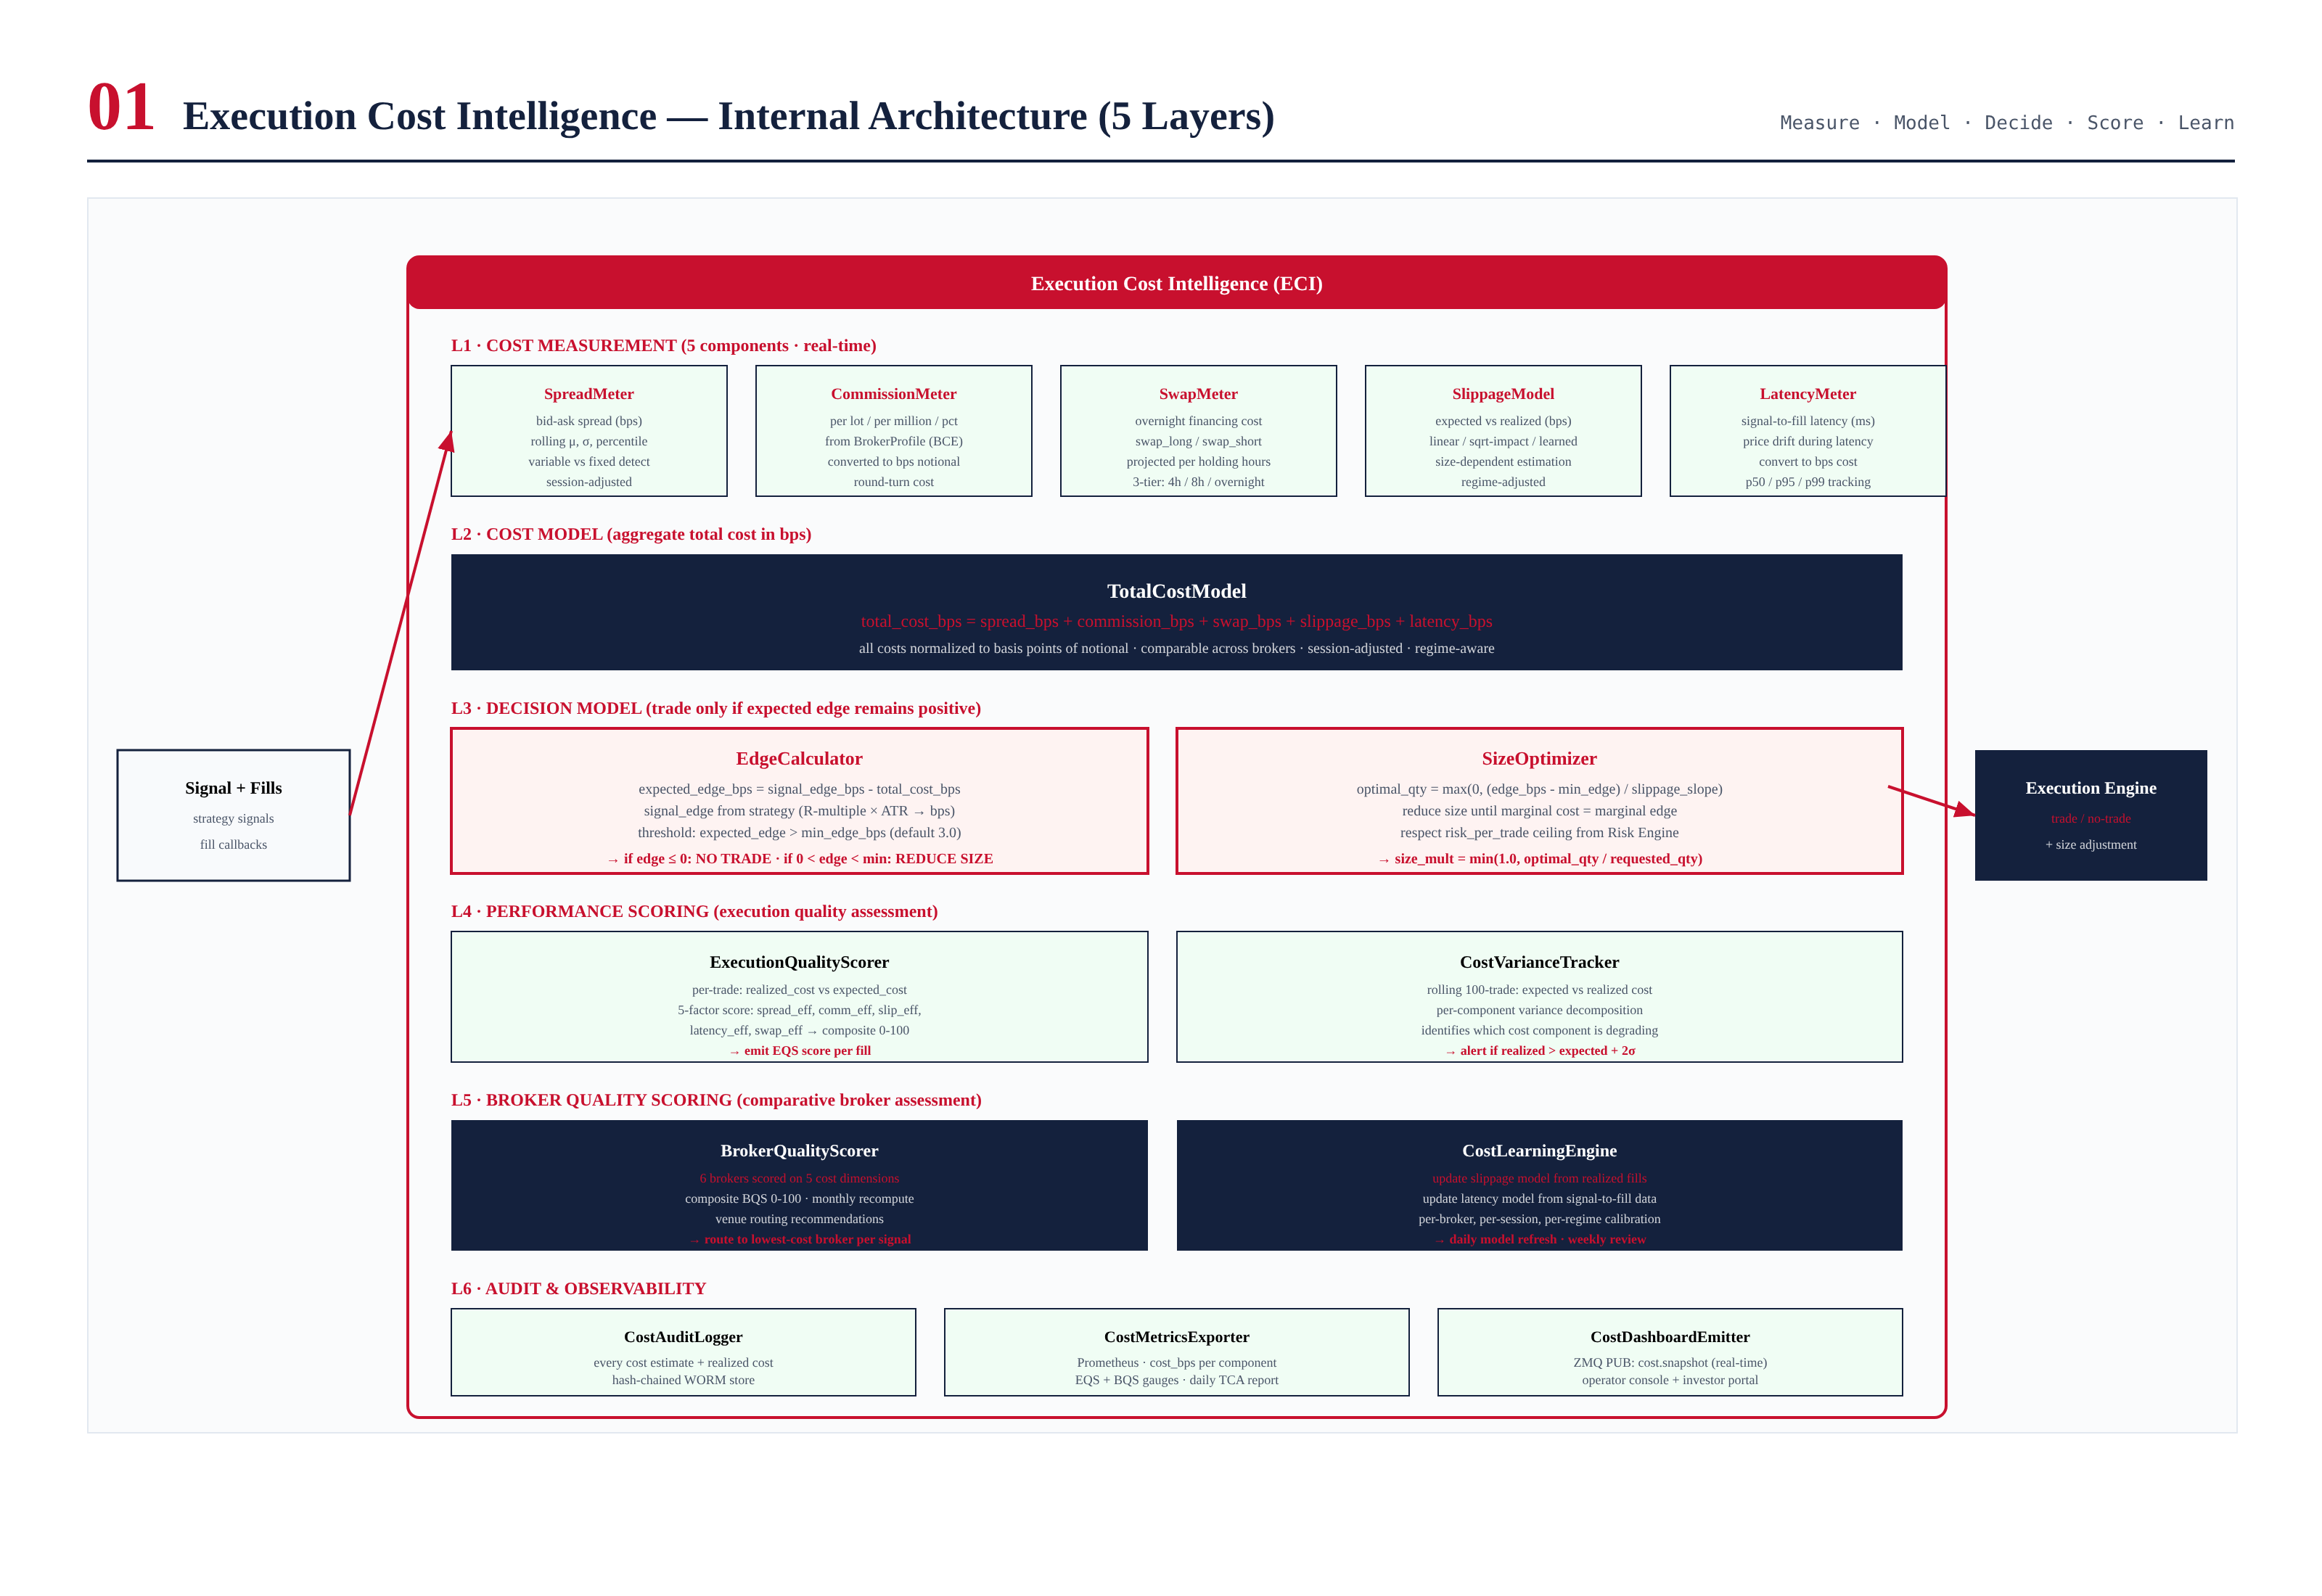 01 Execution Cost Intelligence — Internal Architecture (5 Layers)
Measure · Model · Decide · Score · Learn
Execution Cost Intelligence (ECI)
L1 · COST MEASUREMENT (5 components · real-time)
SpreadMeter
bid-ask spread (bps)
rolling μ, σ, percentile
variable vs fixed detect
session-adjusted
CommissionMeter
per lot / per million / pct
from BrokerProfile (BCE)
converted to bps notional
round-turn cost
SwapMeter
overnight financing cost
swap_long / swap_short
projected per holding hours
3-tier: 4h / 8h / overnight
SlippageModel
expected vs realized (bps)
linear / sqrt-impact / learned
size-dependent estimation
regime-adjusted
LatencyMeter
signal-to-fill latency (ms)
price drift during latency
convert to bps cost
p50 / p95 / p99 tracking
L2 · COST MODEL (aggregate total cost in bps)
TotalCostModel
total_cost_bps = spread_bps + commission_bps + swap_bps + slippage_bps + latency_bps
all costs normalized to basis points of notional · comparable across brokers · session-adjusted · regime-aware
L3 · DECISION MODEL (trade only if expected edge remains positive)
Signal + Fills
strategy signals
fill callbacks
EdgeCalculator
expected_edge_bps = signal_edge_bps - total_cost_bps
signal_edge from strategy (R-multiple × ATR → bps)
threshold: expected_edge > min_edge_bps (default 3.0)
→ if edge ≤ 0: NO TRADE · if 0 < edge < min: REDUCE SIZE
SizeOptimizer
optimal_qty = max(0, (edge_bps - min_edge) / slippage_slope)
reduce size until marginal cost = marginal edge
respect risk_per_trade ceiling from Risk Engine
→ size_mult = min(1.0, optimal_qty / requested_qty)
Execution Engine
trade / no-trade
+ size adjustment
L4 · PERFORMANCE SCORING (execution quality assessment)
ExecutionQualityScorer
per-trade: realized_cost vs expected_cost
5-factor score: spread_eff, comm_eff, slip_eff,
latency_eff, swap_eff → composite 0-100
→ emit EQS score per fill
CostVarianceTracker
rolling 100-trade: expected vs realized cost
per-component variance decomposition
identifies which cost component is degrading
→ alert if realized > expected + 2σ
L5 · BROKER QUALITY SCORING (comparative broker assessment)
BrokerQualityScorer
6 brokers scored on 5 cost dimensions
composite BQS 0-100 · monthly recompute
venue routing recommendations
→ route to lowest-cost broker per signal
CostLearningEngine
update slippage model from realized fills
update latency model from signal-to-fill data
per-broker, per-session, per-regime calibration
→ daily model refresh · weekly review
L6 · AUDIT & OBSERVABILITY
CostAuditLogger
every cost estimate + realized cost
hash-chained WORM store
CostMetricsExporter
Prometheus · cost_bps per component
EQS + BQS gauges · daily TCA report
CostDashboardEmitter
ZMQ PUB: cost.snapshot (real-time)
operator console + investor portal